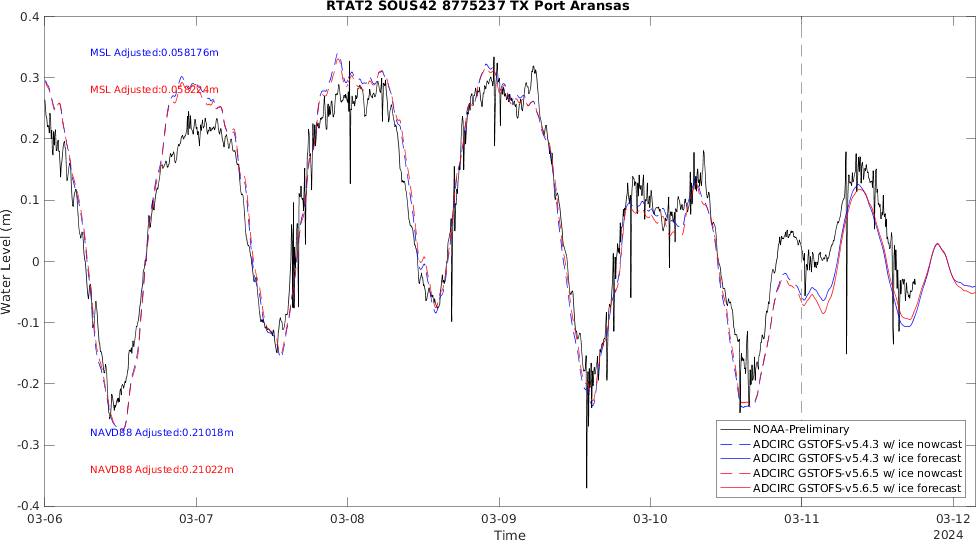 RTAT2 SOUS42 8775237 TX Port Aransas
0.4
0.3
0.2
0.1
0
-0.1
-0.2
-0.3
-0.4
Water Level (m)
MSL Adjusted:0.058176m
MSL Adjusted:0.058224m
NAVD88 Adjusted:0.21018m
NAVD88 Adjusted:0.21022m
NOAA-Preliminary
ADCIRC GSTOFS-v5.4.3 w/ ice nowcast
ADCIRC GSTOFS-v5.4.3 w/ ice forecast
ADCIRC GSTOFS-v5.6.5 w/ ice nowcast
ADCIRC GSTOFS-v5.6.5 w/ ice forecast
03-06 03-07 03-08 03-09 03-10 03-11 03-12
Time
2024